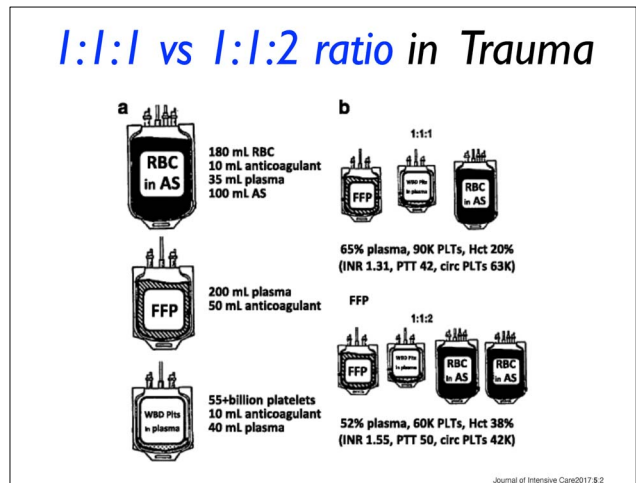 1:1:1 vs 1:1:2 ratio in Trauma
a
RBC
in AS
180 mL RBC
10 mL anticoagulant
35 mL plasma
100 mL AS
FFP
200 mL plasma
50 mL anticoagulant
WBD Plts
in plasma
55+billion platelets
10 mL anticoagulant
40 mL plasma
b
1:1:1
FFP
WBD Plts
in plasma
RBC
in AS
65% plasma, 90K PLTs, Hct 20%
(INR 1.31, PTT 42, circ PLTs 63K)
FFP
1:1:2
FFP
WBD Plts
in plasma
RBC
in AS
RBC
in AS
52% plasma, 60K PLTs, Hct 38%
(INR 1.55, PTT 50, circ PLTs 42K)
Journal of Intensive Care2017:5:2